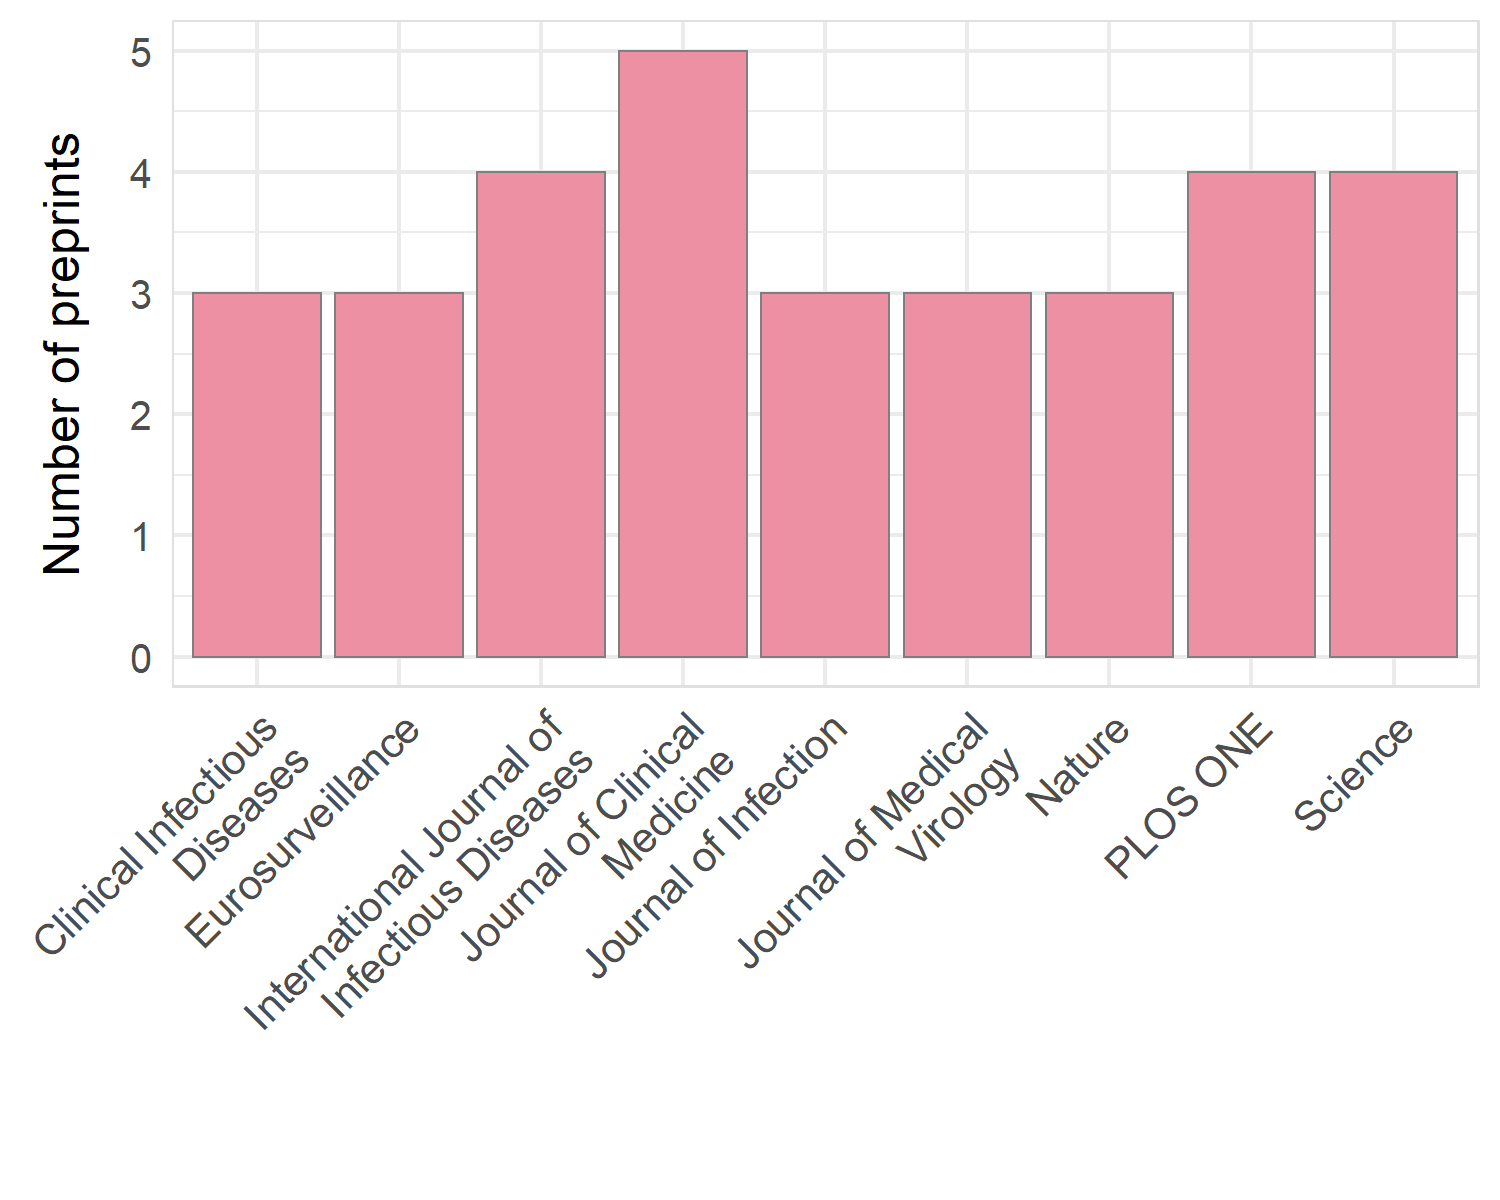 Number of preprints
5
4
3
2
1
0
Clinical Infectious
Diseases
Eurosurveillance
International Journal of
Infectious Diseases
Journal of Clinical
Medicine
Journal of Infection
Journal of Medical
Virology
Nature
PLOS ONE
Science